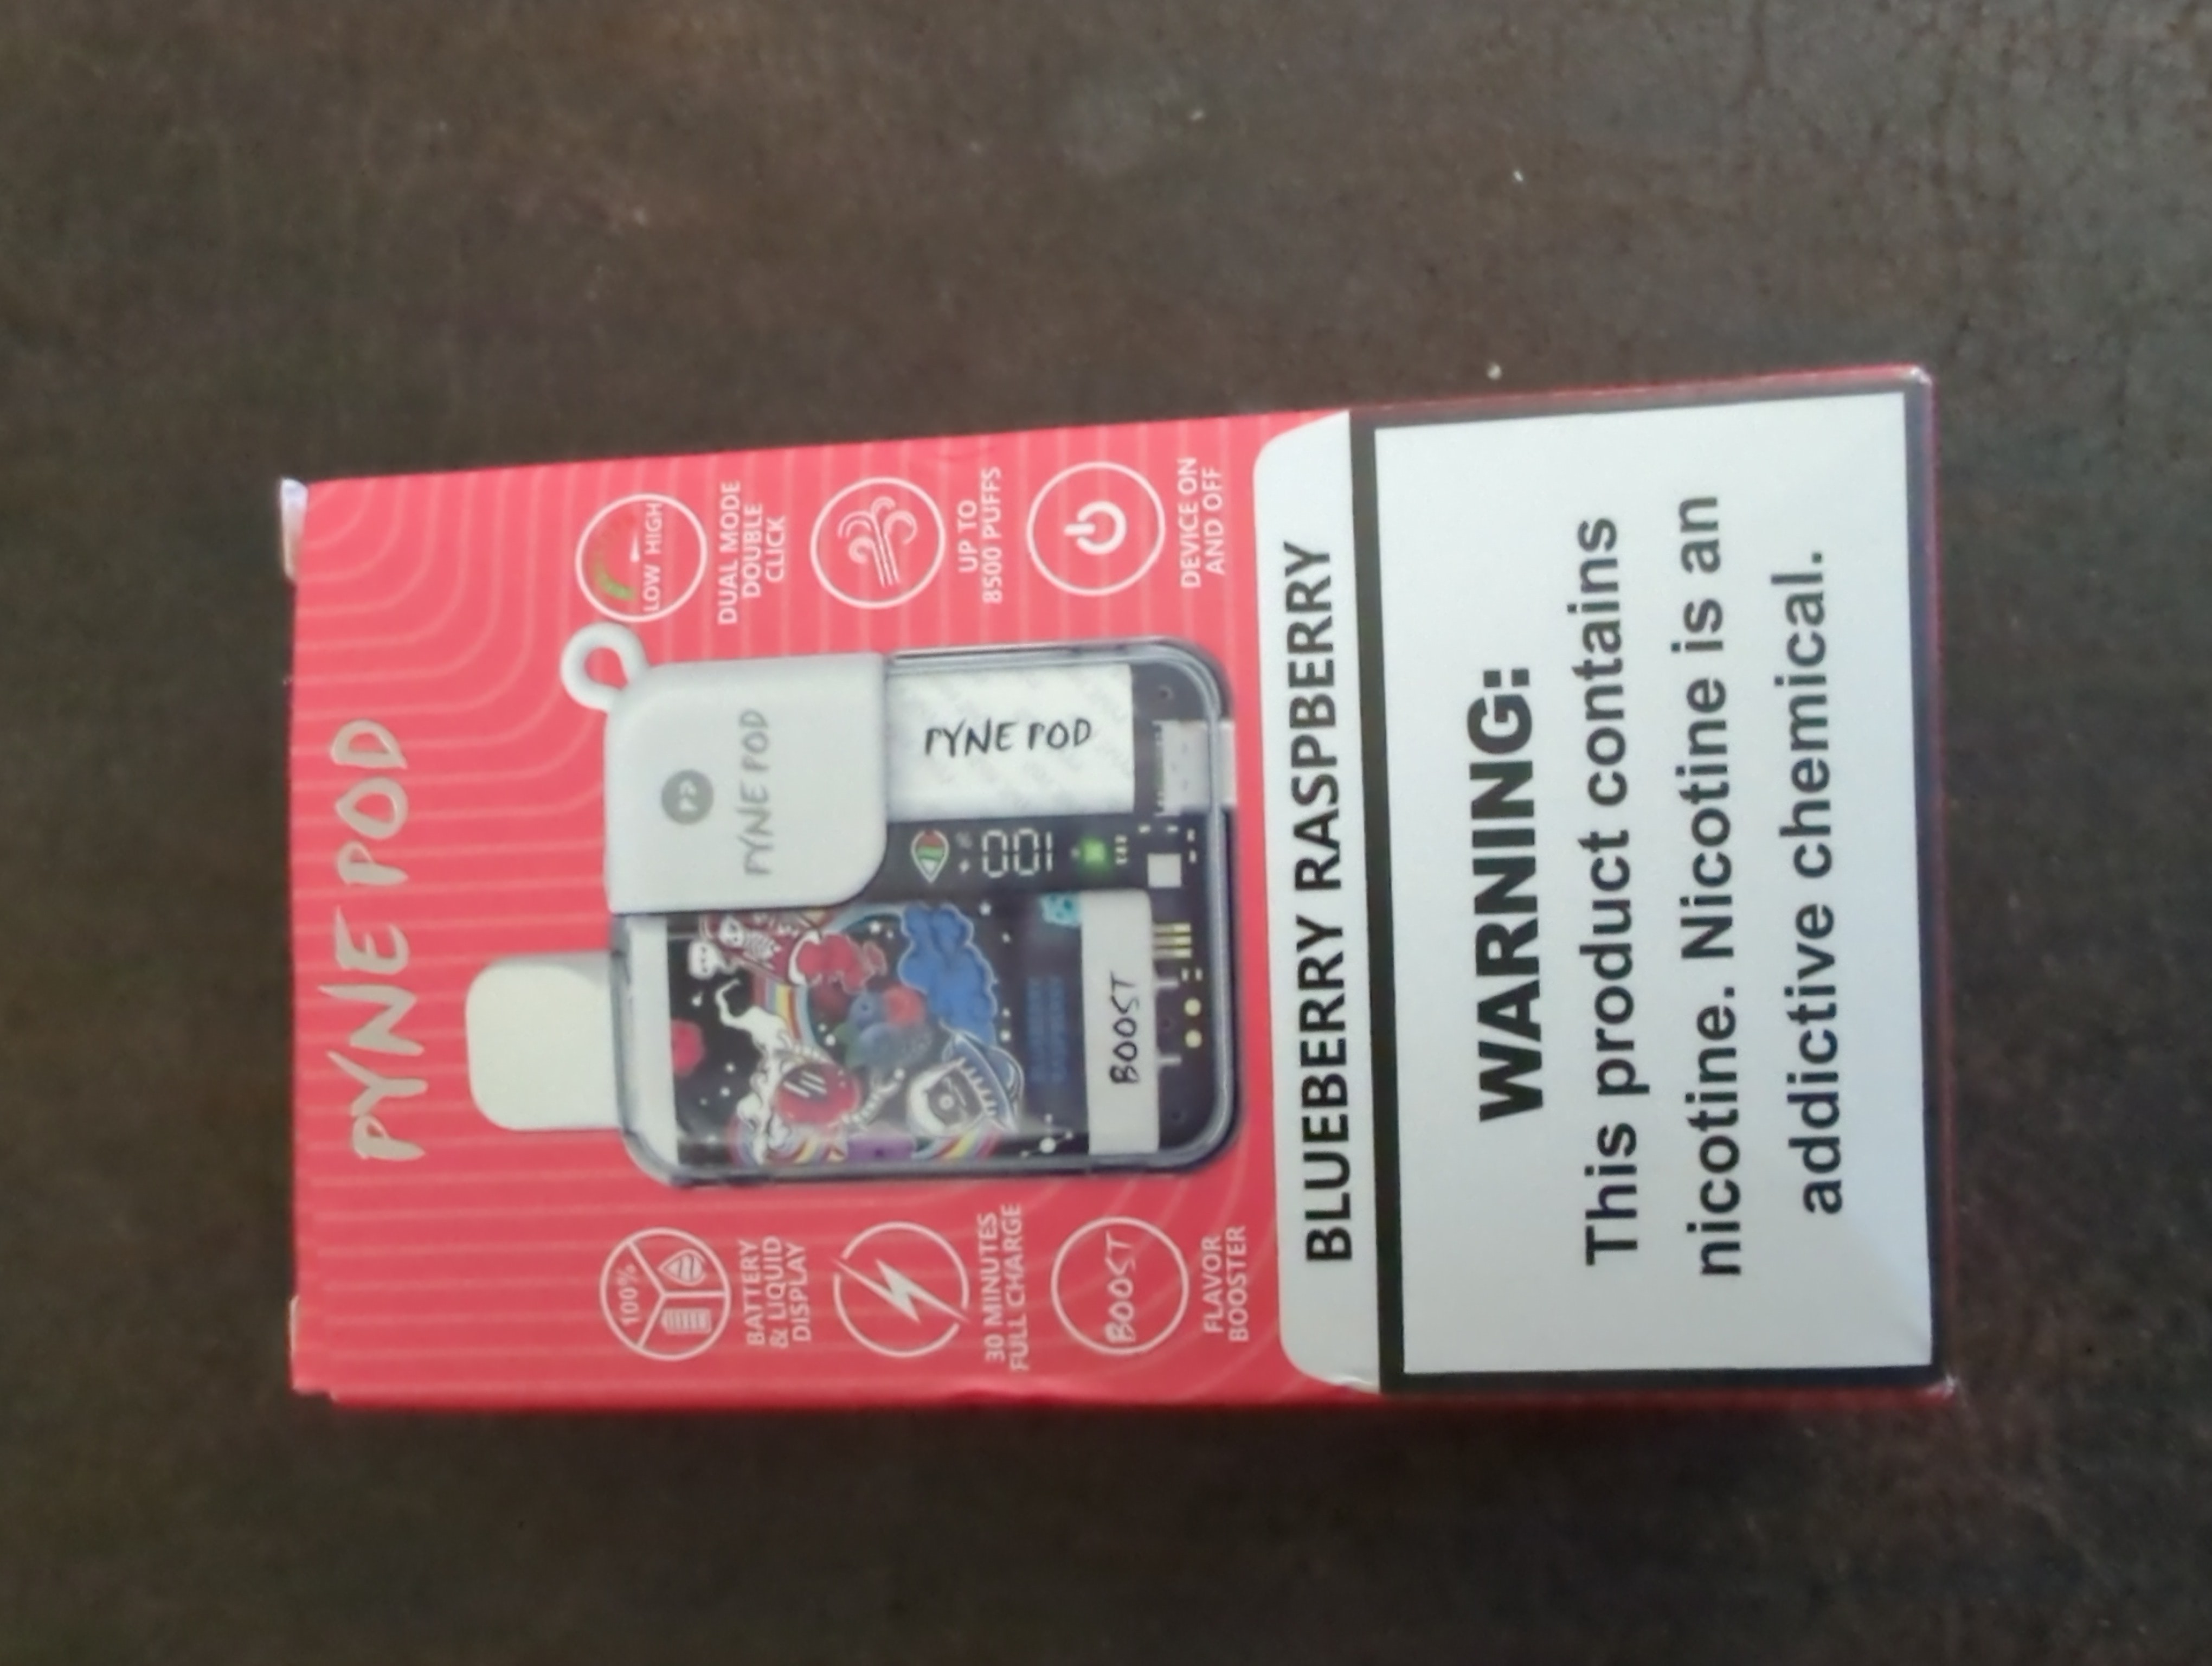 PYNE POD
100%
BATTERY
& LIQUID
DISPLAY
30 MINUTES
FULL CHARGE
BOOST
FLAVOR
BOOSTER
PYNE POD
PYNE POD
100
BOOST
LOW HIGH
DUAL MODE
DOUBLE
CLICK
UP TO
8500 PUFFS
DEVICE ON
AND OFF
BLUEBERRY RASPBERRY
WARNING:
This product contains
nicotine. Nicotine is an
addictive chemical.